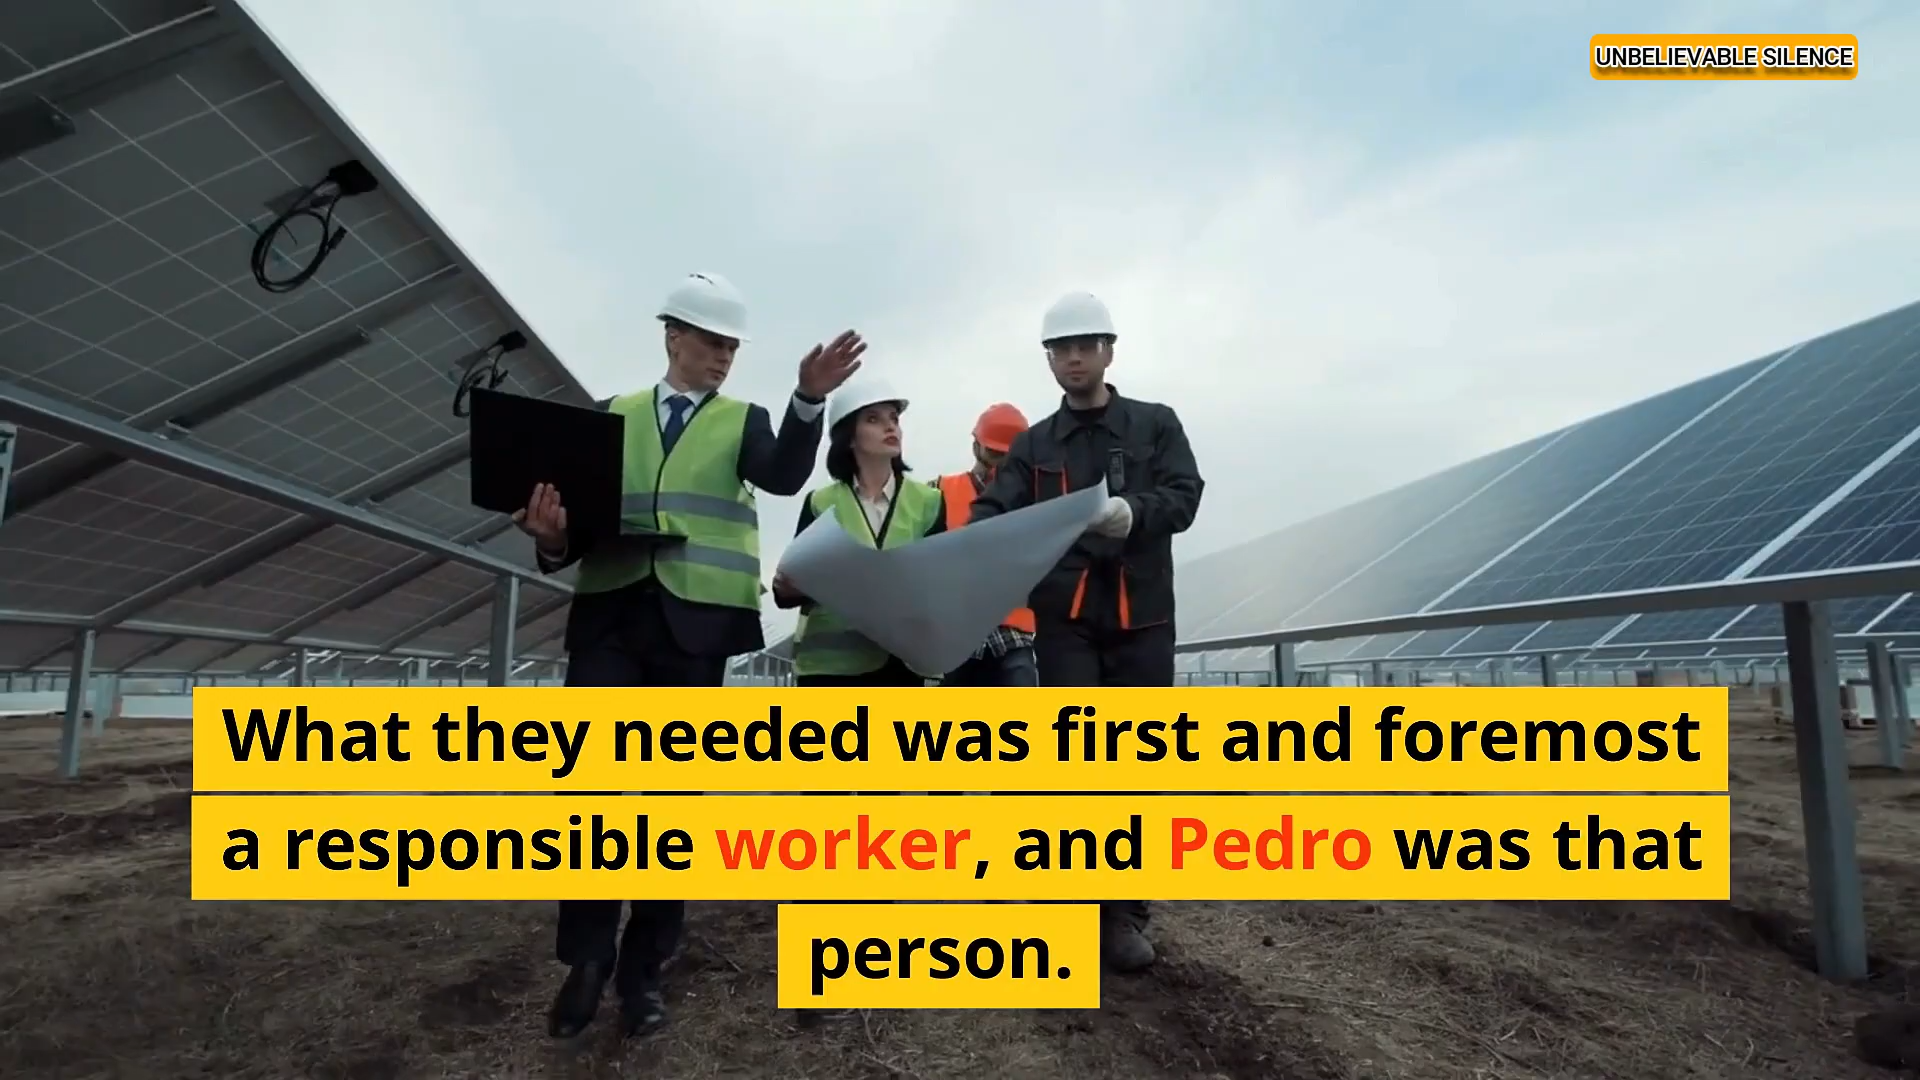 UNBELIEVABLE SILENCE
What they needed was first and foremost
a responsible worker, and Pedro was that
person.